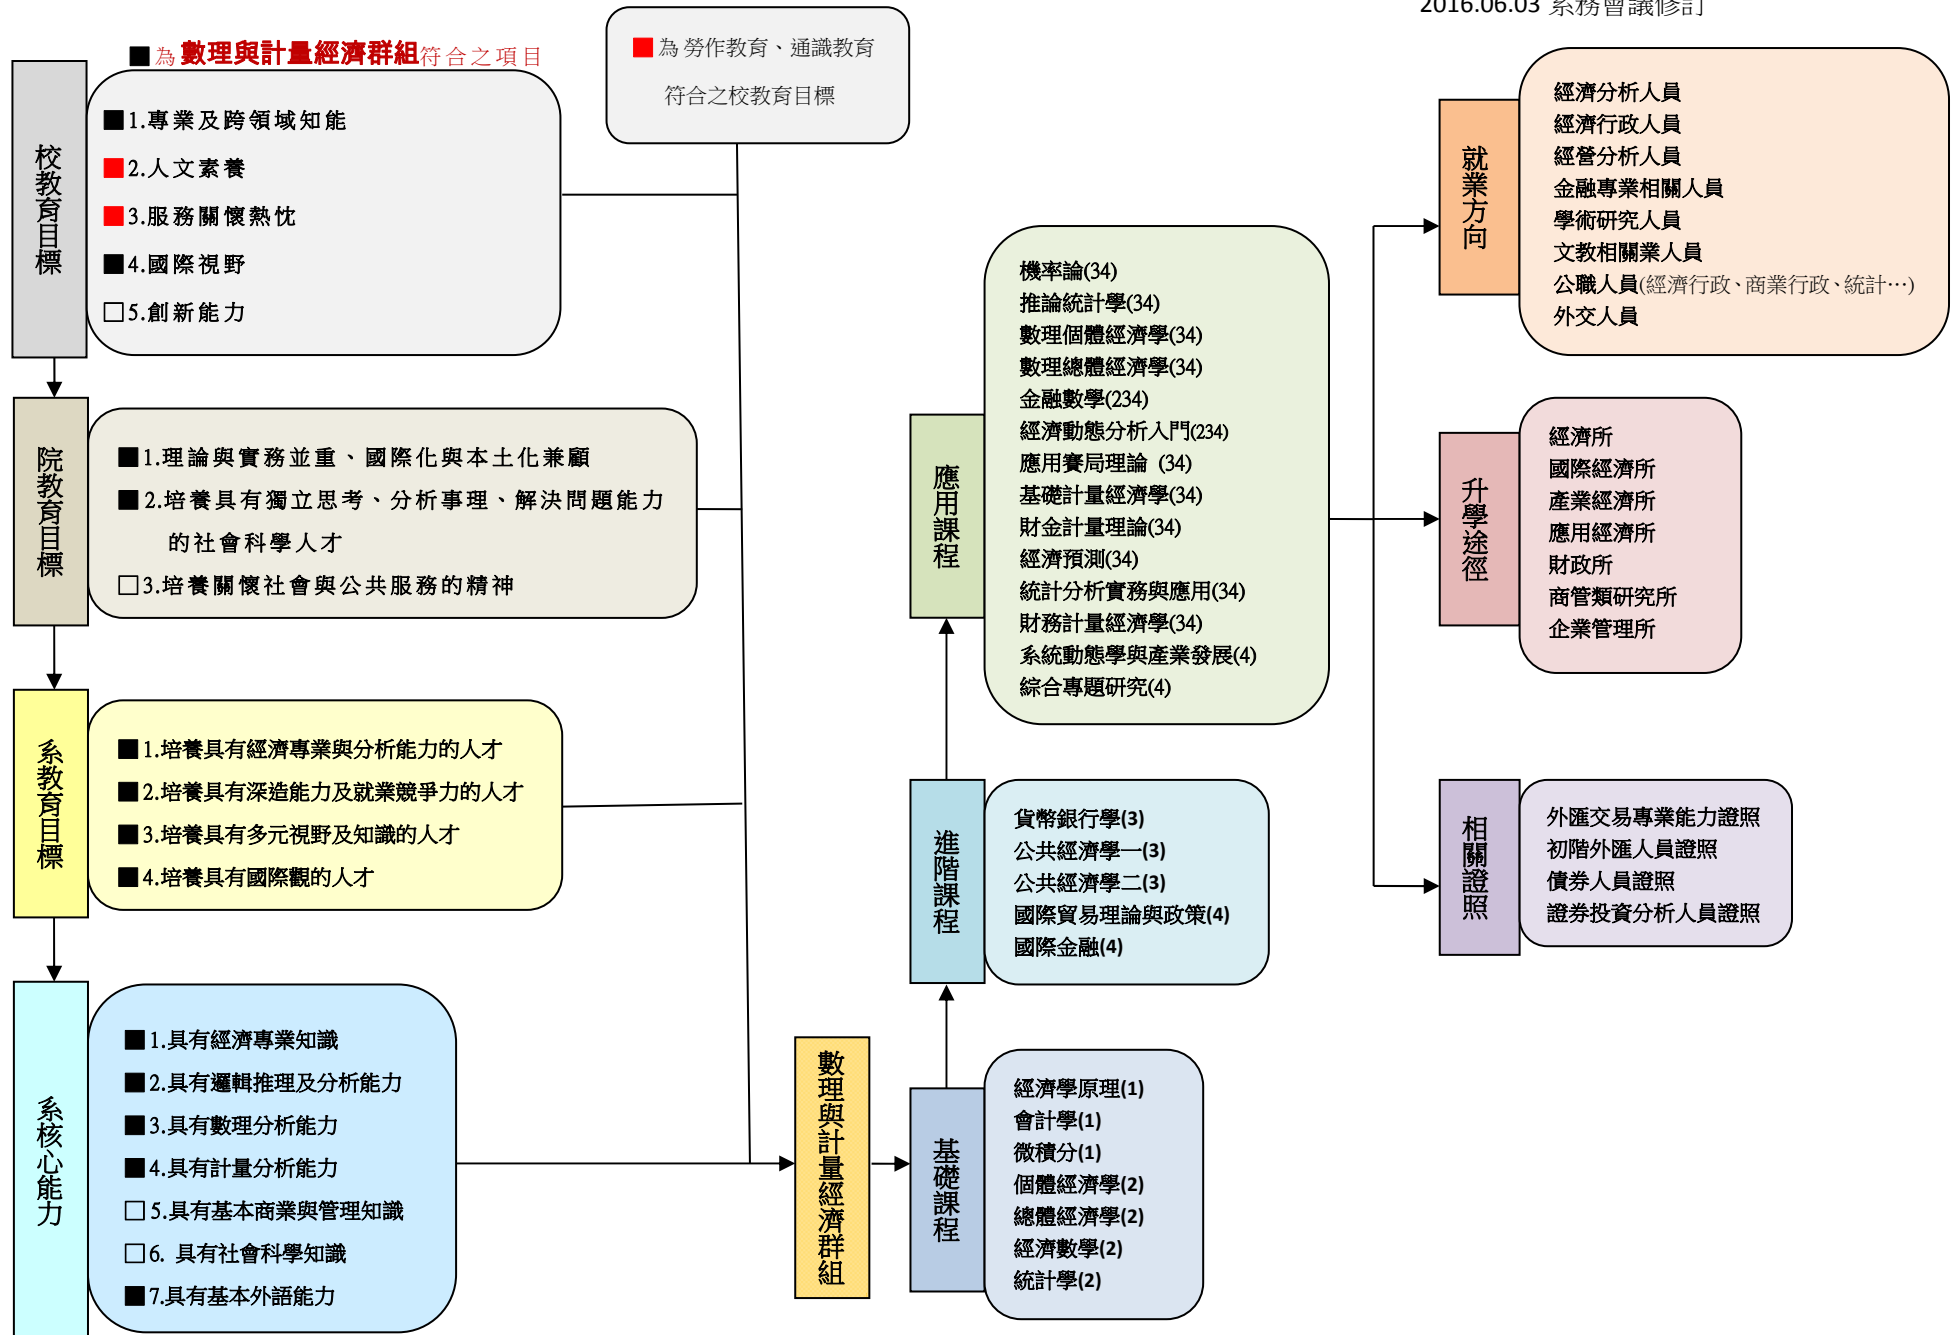 2016.06.03 系務會議修訂
■為數理與計量經濟群組符合之項目
■為 勞作教育、通識教育
符合之校教育目標
校教育目標
■1.專業及跨領域知能
■2.人文素養
■3.服務關懷熱忱
■4.國際視野
□5.創新能力
院教育目標
■1.理論與實務並重、國際化與本土化兼顧
■2.培養具有獨立思考、分析事理、解決問題能力
的社會科學人才
□3.培養關懷社會與公共服務的精神
系教育目標
■1.培養具有經濟專業與分析能力的人才
■2.培養具有深造能力及就業競爭力的人才
■3.培養具有多元視野及知識的人才
■4.培養具有國際觀的人才
系核心能力
■1.具有經濟專業知識
■2.具有邏輯推理及分析能力
■3.具有數理分析能力
■4.具有計量分析能力
□5.具有基本商業與管理知識
□6. 具有社會科學知識
■7.具有基本外語能力
數理與計量經濟群組
基礎課程
經濟學原理(1)
會計學(1)
微積分(1)
個體經濟學(2)
總體經濟學(2)
經濟數學(2)
統計學(2)
進階課程
貨幣銀行學(3)
公共經濟學一(3)
公共經濟學二(3)
國際貿易理論與政策(4)
國際金融(4)
應用課程
機率論(34)
推論統計學(34)
數理個體經濟學(34)
數理總體經濟學(34)
金融數學(234)
經濟動態分析入門(234)
應用賽局理論 (34)
基礎計量經濟學(34)
財金計量理論(34)
經濟預測(34)
統計分析實務與應用(34)
財務計量經濟學(34)
系統動態學與產業發展(4)
綜合專題研究(4)
就業方向
經濟分析人員
經濟行政人員
經營分析人員
金融專業相關人員
學術研究人員
文教相關業人員
公職人員(經濟行政、商業行政、統計…)
外交人員
升學途徑
經濟所
國際經濟所
產業經濟所
應用經濟所
財政所
商管類研究所
企業管理所
相關證照
外匯交易專業能力證照
初階外匯人員證照
債券人員證照
證券投資分析人員證照